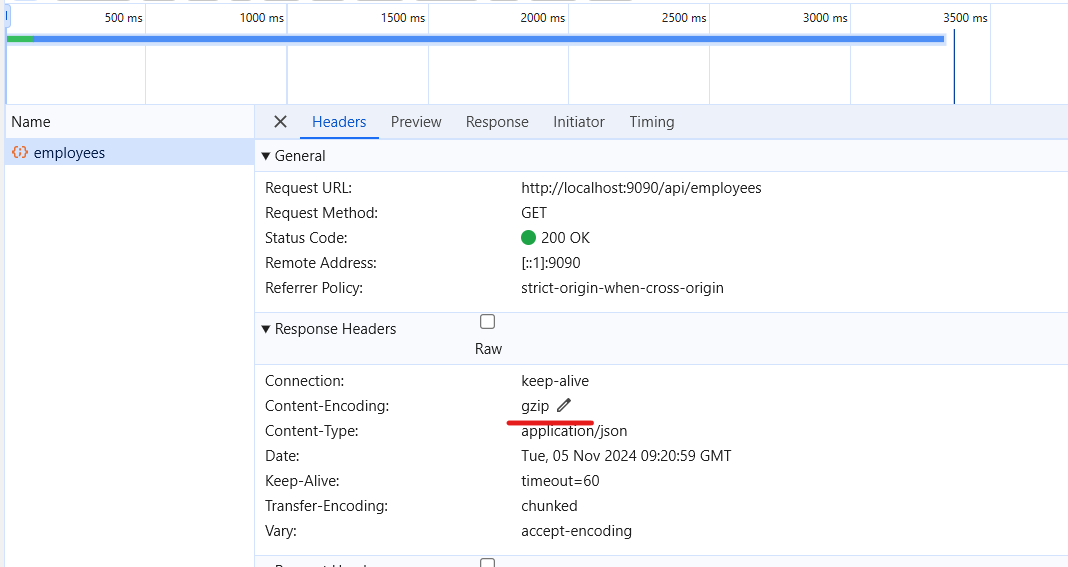 500 ms 1000 ms 1500 ms 2000 ms 2500 ms 3000 ms 3500 ms
Name Headers Preview Response Initiator Timing
employees
General
Request URL: http://localhost:9090/api/employees
Request Method: GET
Status Code: 200 OK
Remote Address: [::1]:9090
Referrer Policy: strict-origin-when-cross-origin
Response Headers
Raw
Connection: keep-alive
Content-Encoding: gzip
Content-Type: application/json
Date: Tue, 05 Nov 2024 09:20:59 GMT
Keep-Alive: timeout=60
Transfer-Encoding: chunked
Vary: accept-encoding